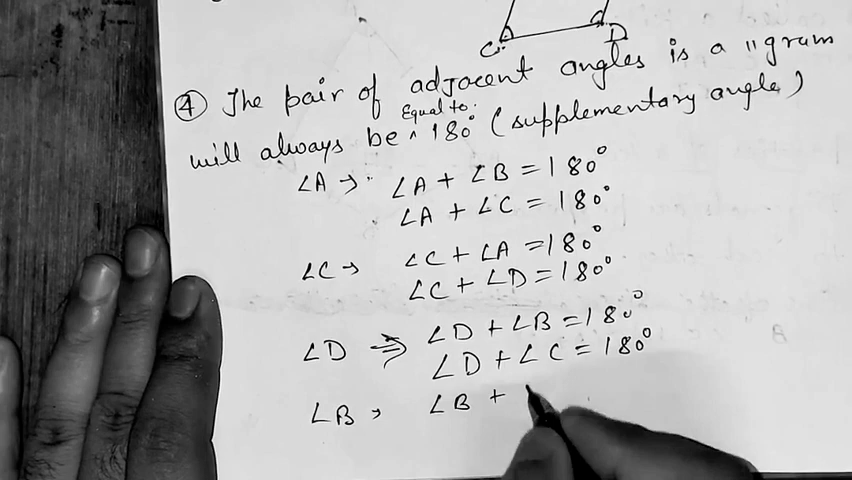 C D
④ The pair of adjacent angles is a ||gram
Equal to
will always be ^ 180° (supplementary angle)
∠A → ∠A + ∠B = 180°
∠A + ∠C = 180°
∠C → ∠C + ∠A = 180°
∠C + ∠D = 180°
∠D ⇒ ∠D + ∠B = 180°
∠D + ∠C = 180°
∠B → ∠B +